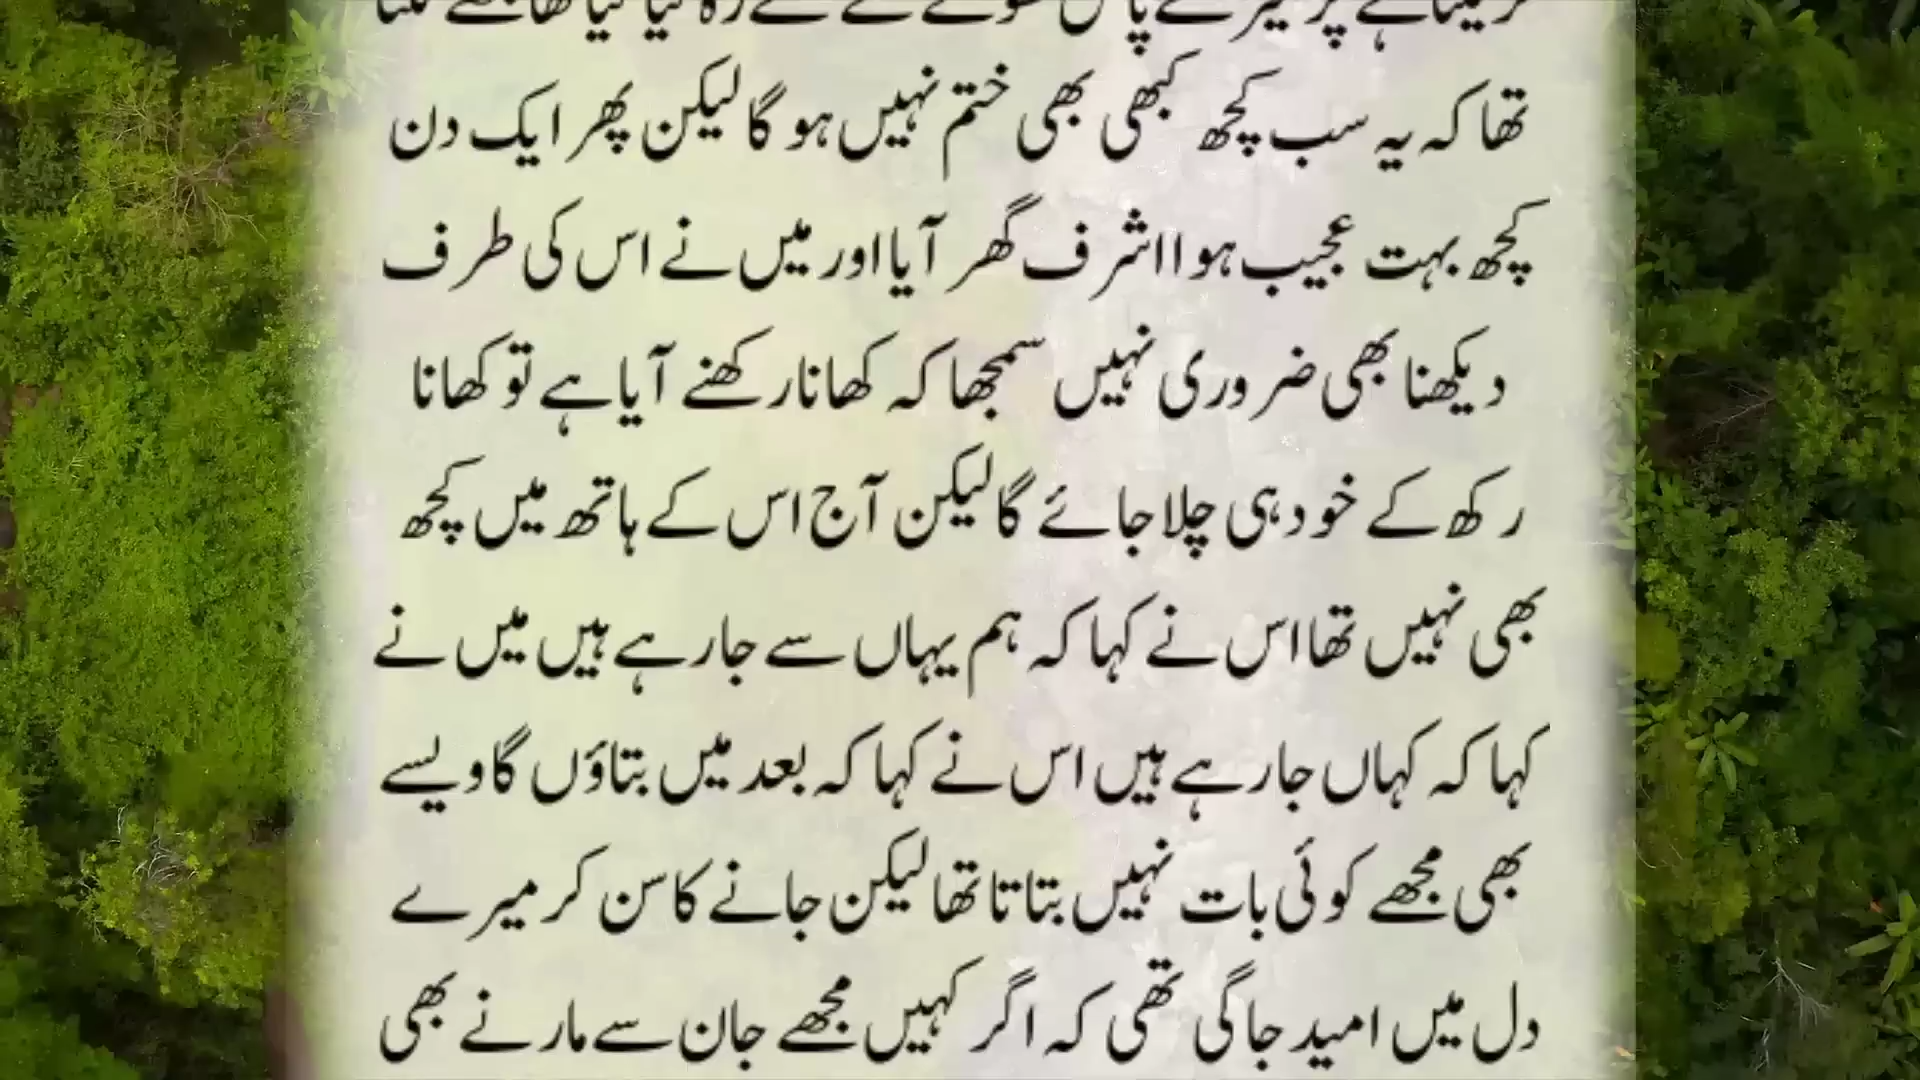 تھا کہ یہ سب کچھ کبھی بھی ختم نہیں ہو گا لیکن پھر ایک دن
کچھ بہت عجیب ہوا اشرف گھر آیا اور میں نے اس کی طرف
دیکھنا بھی ضروری نہیں سمجھا کہ کھانا رکھنے آیا ہے تو کھانا
رکھ کے خود ہی چلا جائے گا لیکن آج اس کے ہاتھ میں کچھ
بھی نہیں تھا اس نے کہا کہ ہم یہاں سے جا رہے ہیں میں نے
کہا کہ کہاں جا رہے ہیں اس نے کہا کہ بعد میں بتاؤں گا ویسے
بھی مجھے کوئی بات نہیں بتاتا تھا لیکن جانے کا سن کر میرے
دل میں امید جاگی تھی کہ اگر کہیں مجھے جان سے مارنے بھی